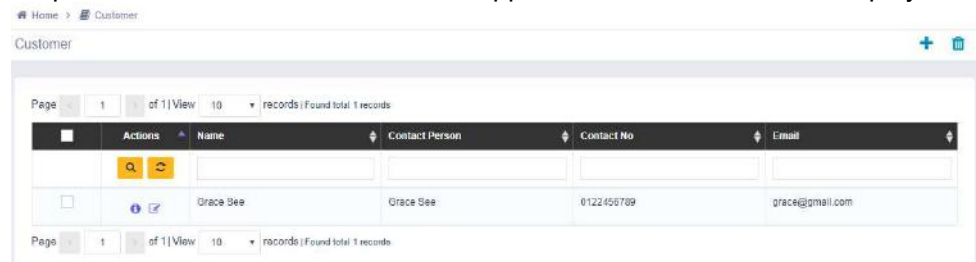 Home > Customer
Customer
Page 1 of 1 | View 10 records | Found total 1 records
Actions Name Contact Person Contact No Email
Grace See Grace See 0122456789 grace@gmail.com
Page 1 of 1 | View 10 records | Found total 1 records